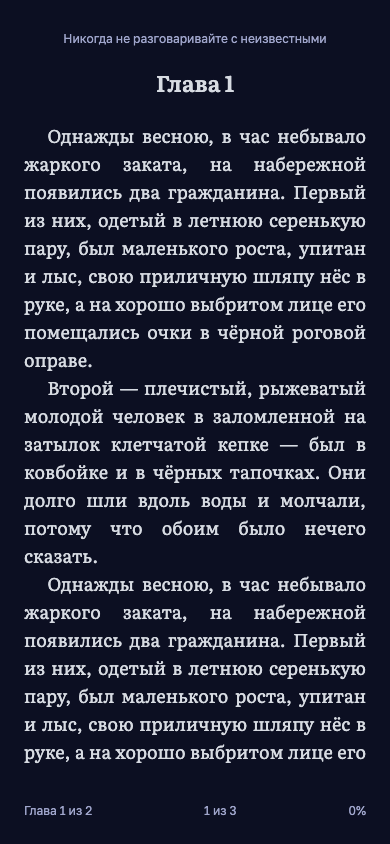 Никогда не разговаривайте с неизвестными
Глава 1
Однажды весною, в час небывало
жаркого заката, на набережной
появились два гражданина. Первый
из них, одетый в летнюю серенькую
пару, был маленького роста, упитан
и лыс, свою приличную шляпу нёс в
руке, а на хорошо выбритом лице его
помещались очки в чёрной роговой
оправе.
Второй — плечистый, рыжеватый
молодой человек в заломленной на
затылок клетчатой кепке — был в
ковбойке и в чёрных тапочках. Они
долго шли вдоль воды и молчали,
потому что обоим было нечего
сказать.
Однажды весною, в час небывало
жаркого заката, на набережной
появились два гражданина. Первый
из них, одетый в летнюю серенькую
пару, был маленького роста, упитан
и лыс, свою приличную шляпу нёс в
руке, а на хорошо выбритом лице его
Глава 1 из 2 1 из 3 0%